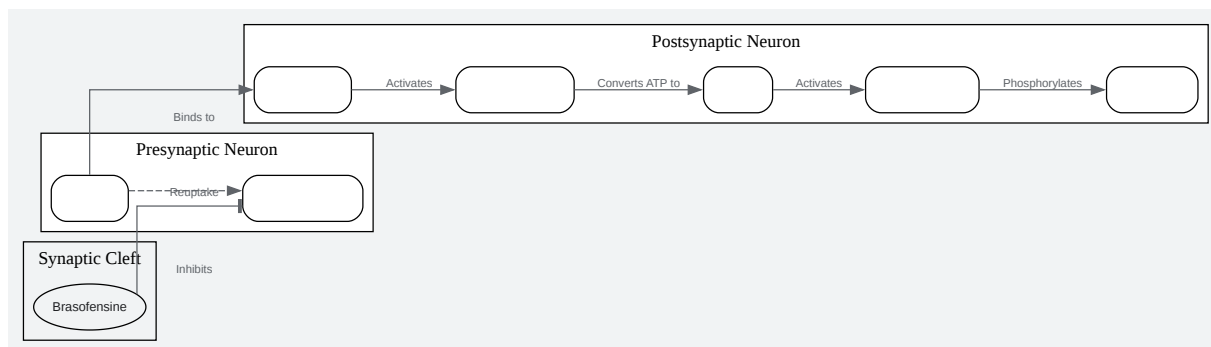 Postsynaptic Neuron
Activates
Converts ATP to
Activates
Phosphorylates
Binds to
Presynaptic Neuron
Reuptake
Synaptic Cleft
Inhibits
Brasofensine